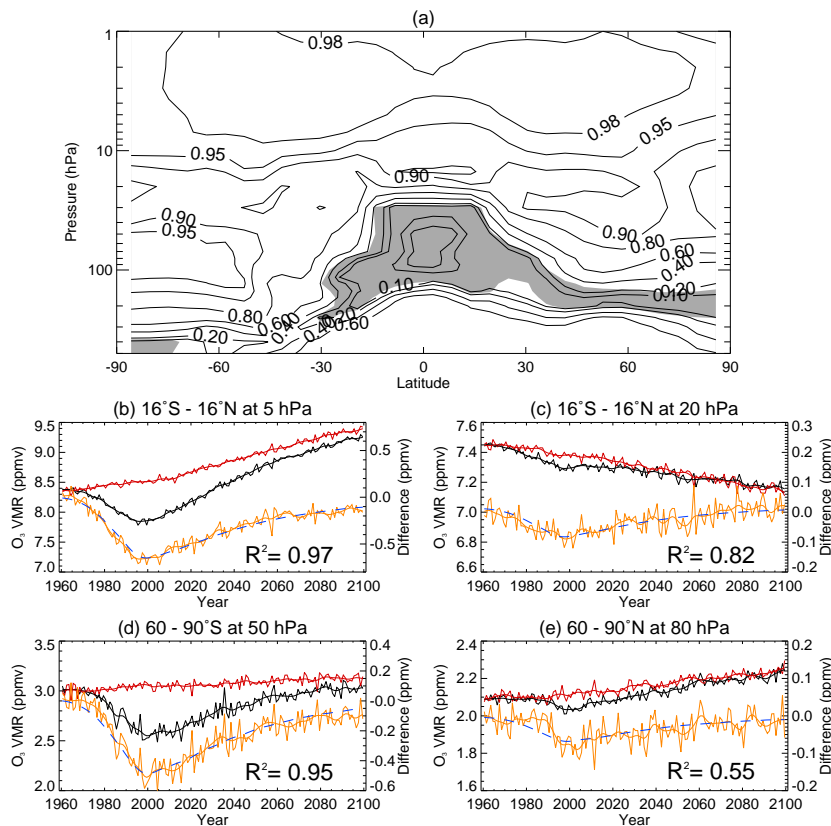 (a)
1
10
100
Pressure (hPa)
0.98
0.98
0.95
0.95
0.90
0.90
0.95
0.90
0.80
0.60
0.40
0.20
0.10
0.10
0.80
0.60
0.40
0.20
0.40
0.60
0.20
-90 -60 -30 0 30 60 90
Latitude
(b) 16°S - 16°N at 5 hPa
9.5
9.0
8.5
8.0
7.5
7.0
O3 VMR (ppmv)
0.5
0.0
-0.5
Difference (ppmv)
R²= 0.97
1960 1980 2000 2020 2040 2060 2080 2100
Year
(c) 16°S - 16°N at 20 hPa
7.6
7.4
7.2
7.0
6.8
6.6
O3 VMR (ppmv)
0.3
0.2
0.1
0.0
-0.1
-0.2
Difference (ppmv)
R²= 0.82
1960 1980 2000 2020 2040 2060 2080 2100
Year
(d) 60 - 90°S at 50 hPa
3.5
3.0
2.5
2.0
O3 VMR (ppmv)
0.4
0.2
0.0
-0.2
-0.4
-0.6
Difference (ppmv)
R²= 0.95
1960 1980 2000 2020 2040 2060 2080 2100
Year
(e) 60 - 90°N at 80 hPa
2.4
2.2
2.0
1.8
1.6
O3 VMR (ppmv)
0.2
0.1
0.0
-0.1
-0.2
Difference (ppmv)
R²= 0.55
1960 1980 2000 2020 2040 2060 2080 2100
Year